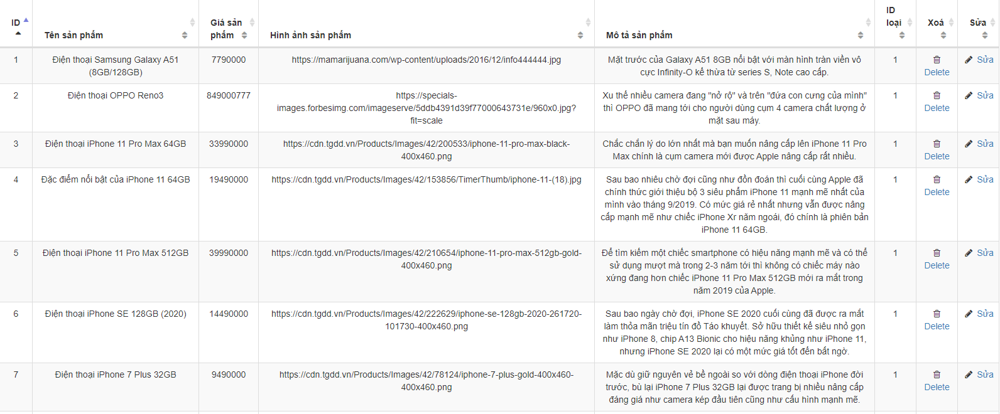 ID
Tên sản phẩm
Giá sản
phẩm
Hình ảnh sản phẩm
Mô tả sản phẩm
ID
loại
Xoá
Sửa
1
Điện thoại Samsung Galaxy A51
(8GB/128GB)
7790000
https://mamarijuana.com/wp-content/uploads/2016/12/info444444.jpg
Mặt trước của Galaxy A51 8GB nổi bật với màn hình tràn viền vô
cực Infinity-O kế thừa từ series S, Note cao cấp.
1
Delete
Sửa
2
Điện thoại OPPO Reno3
849000777
https://specials-
images.forbesimg.com/imageserve/5ddb4391d39f77000643731e/960x0.jpg?
fit=scale
Xu thế nhiều camera đang "nở rộ" và trên "đứa con cưng của mình"
thì OPPO đã mang tới cho người dùng cụm 4 camera chất lượng ở
mặt sau máy.
1
Delete
Sửa
3
Điện thoại iPhone 11 Pro Max 64GB
33990000
https://cdn.tgdd.vn/Products/Images/42/200533/iphone-11-pro-max-black-
400x460.png
Chắc chắn lý do lớn nhất mà bạn muốn nâng cấp lên iPhone 11 Pro
Max chính là cụm camera mới được Apple nâng cấp rất nhiều.
1
Delete
Sửa
4
Đặc điểm nổi bật của iPhone 11 64GB
19490000
https://cdn.tgdd.vn/Products/Images/42/153856/TimerThumb/iphone-11-(18).jpg
Sau bao nhiêu chờ đợi cũng như đồn đoán thì cuối cùng Apple đã
chính thức giới thiệu bộ 3 siêu phẩm iPhone 11 mạnh mẽ nhất của
mình vào tháng 9/2019. Có mức giá rẻ nhất nhưng vẫn được nâng
cấp mạnh mẽ như chiếc iPhone Xr năm ngoái, đó chính là phiên bản
iPhone 11 64GB.
1
Delete
Sửa
5
Điện thoại iPhone 11 Pro Max 512GB
39990000
https://cdn.tgdd.vn/Products/Images/42/210654/iphone-11-pro-max-512gb-gold-
400x460.png
Để tìm kiếm một chiếc smartphone có hiệu năng mạnh mẽ và có thể
sử dụng mượt mà trong 2-3 năm tới thì không có chiếc máy nào
xứng đang hơn chiếc iPhone 11 Pro Max 512GB mới ra mắt trong
năm 2019 của Apple.
1
Delete
Sửa
6
Điện thoại iPhone SE 128GB (2020)
14490000
https://cdn.tgdd.vn/Products/Images/42/222629/iphone-se-128gb-2020-261720-
101730-400x460.png
Sau bao ngày chờ đợi, iPhone SE 2020 cuối cùng đã được ra mắt
làm thỏa mãn triệu tín đồ Táo khuyết. Sở hữu thiết kế siêu nhỏ gọn
như iPhone 8, chip A13 Bionic cho hiệu năng khủng như iPhone 11,
nhưng iPhone SE 2020 lại có một mức giá tốt đến bất ngờ.
1
Delete
Sửa
7
Điện thoại iPhone 7 Plus 32GB
9490000
https://cdn.tgdd.vn/Products/Images/42/78124/iphone-7-plus-gold-400x460-
400x460.png
Mặc dù giữ nguyên vẻ bề ngoài so với dòng điện thoại iPhone đời
trước, bù lại iPhone 7 Plus 32GB lại được trang bị nhiều nâng cấp
đáng giá như camera kép đầu tiên cũng như cấu hình mạnh mẽ.
1
Delete
Sửa